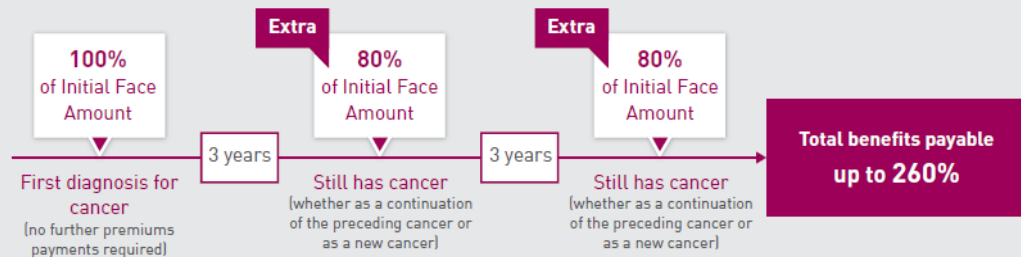 100%
of Initial Face
Amount
3 years
Extra
80%
of Initial Face
Amount
3 years
Extra
80%
of Initial Face
Amount
First diagnosis for
cancer
(no further premiums
payments required)
Still has cancer
(whether as a continuation
of the preceding cancer or
as a new cancer)
Still has cancer
(whether as a continuation
of the preceding cancer or
as a new cancer)
Total benefits payable
up to 260%